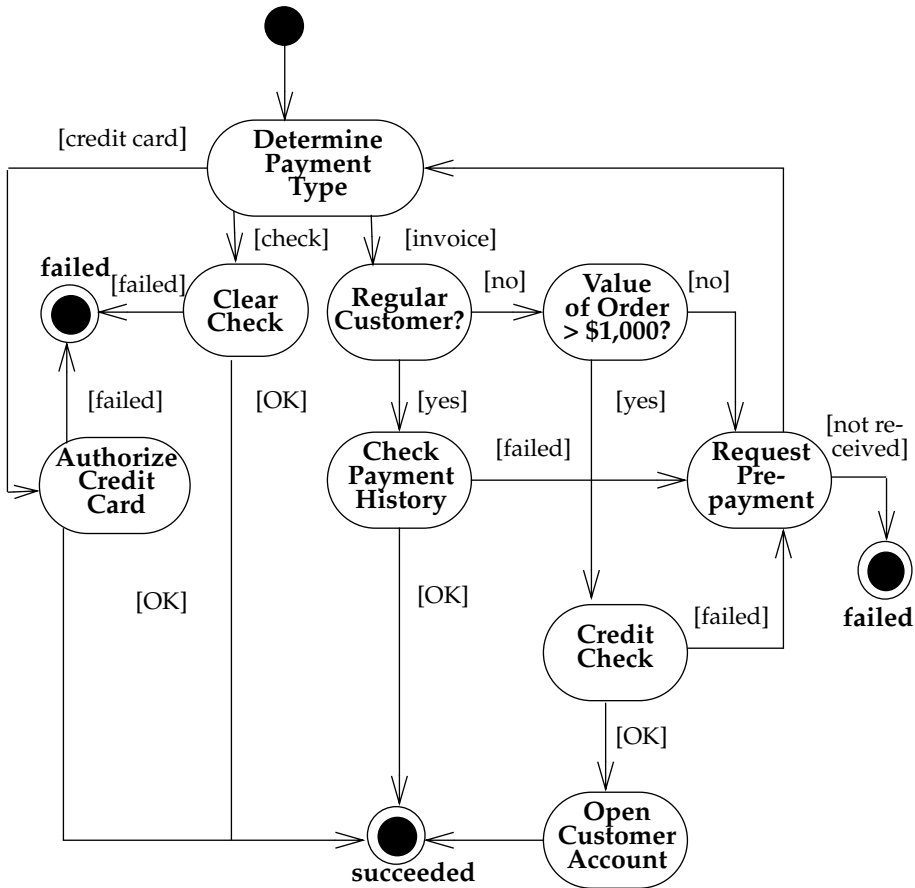 [credit card]
Determine
Payment
Type
[check]
[invoice]
failed
[failed]
Clear
Check
Regular
Customer?
[no]
Value
of Order
> $1,000?
[no]
[failed]
[OK]
[yes]
[yes]
[not re-
ceived]
Authorize
Credit
Card
Check
Payment
History
[failed]
Request
Pre-
payment
[OK]
[OK]
failed
Credit
Check
[failed]
[OK]
Open
Customer
Account
succeeded